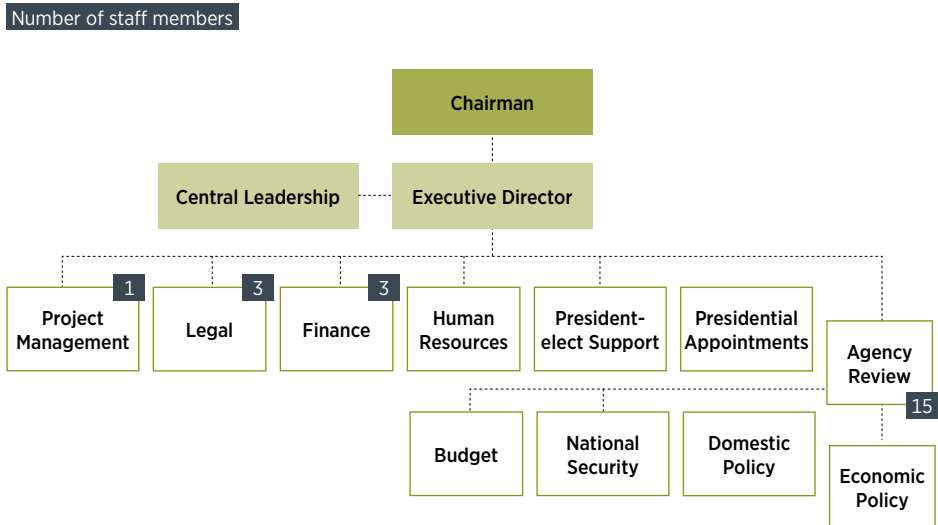 Number of staff members
Chairman
Central Leadership
Executive Director
1
3
3
Project
Management
Legal
Finance
Human
Resources
President-
elect Support
Presidential
Appointments
Agency
Review
15
Budget
National
Security
Domestic
Policy
Economic
Policy